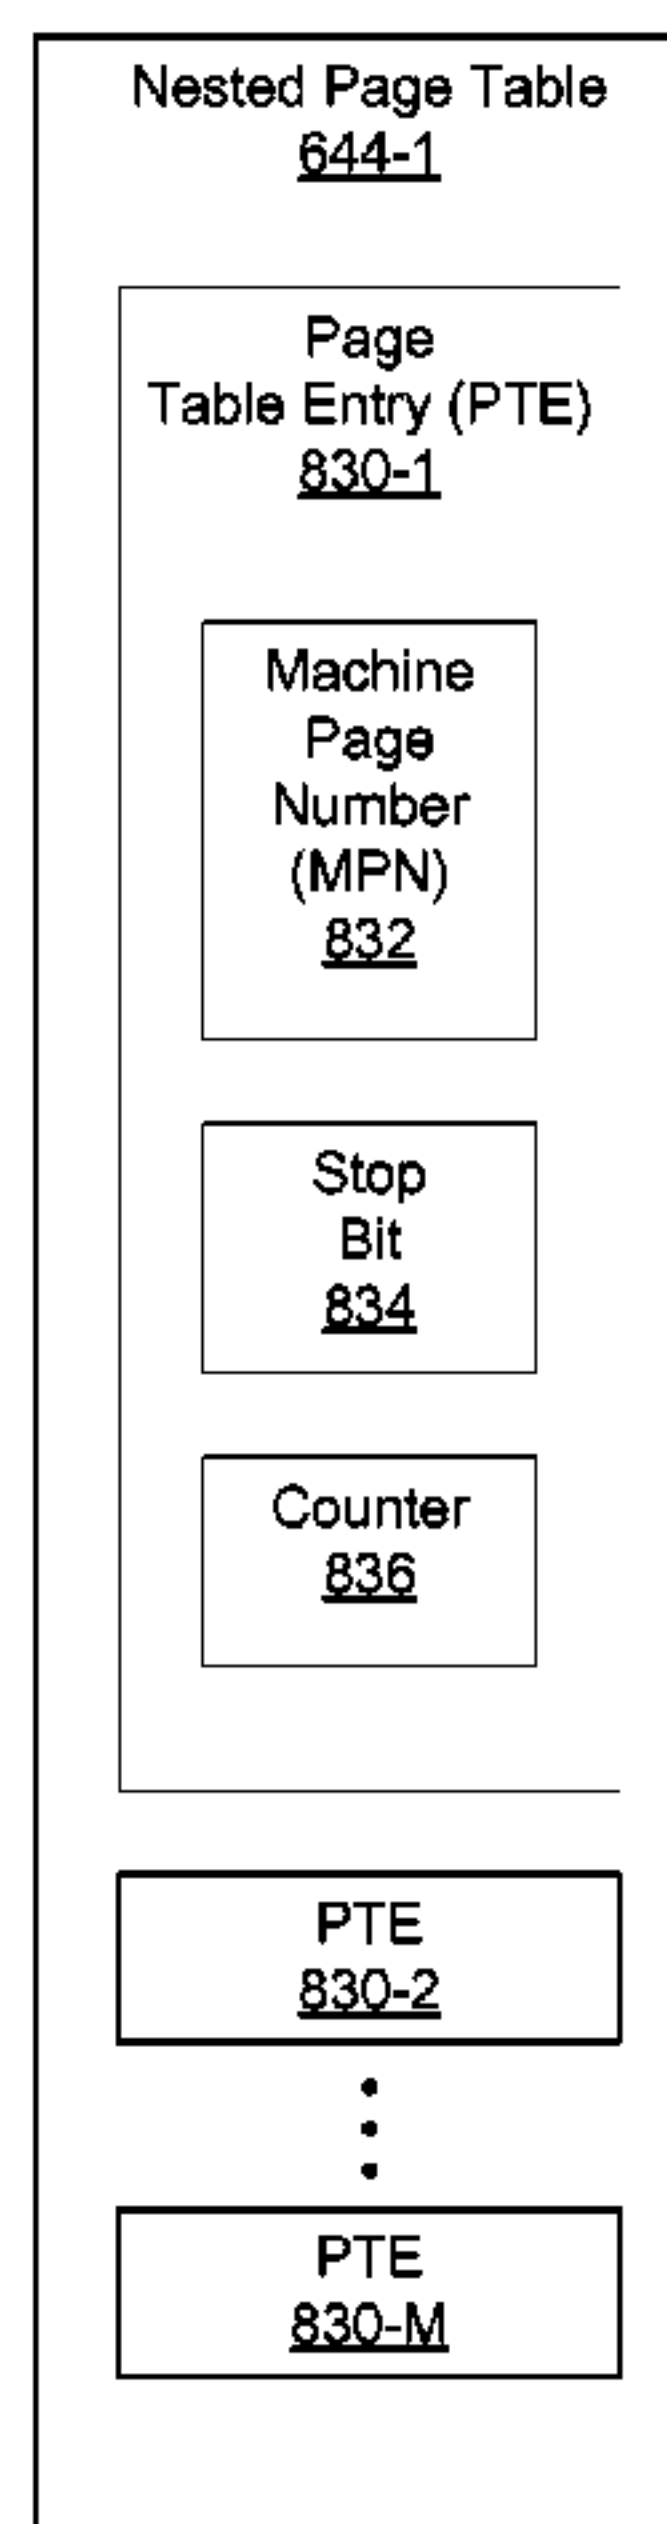 Nested Page Table
644-1
Page
Table Entry (PTE)
830-1
Machine
Page
Number
(MPN)
832
Stop
Bit
834
Counter
836
PTE
830-2
PTE
830-M